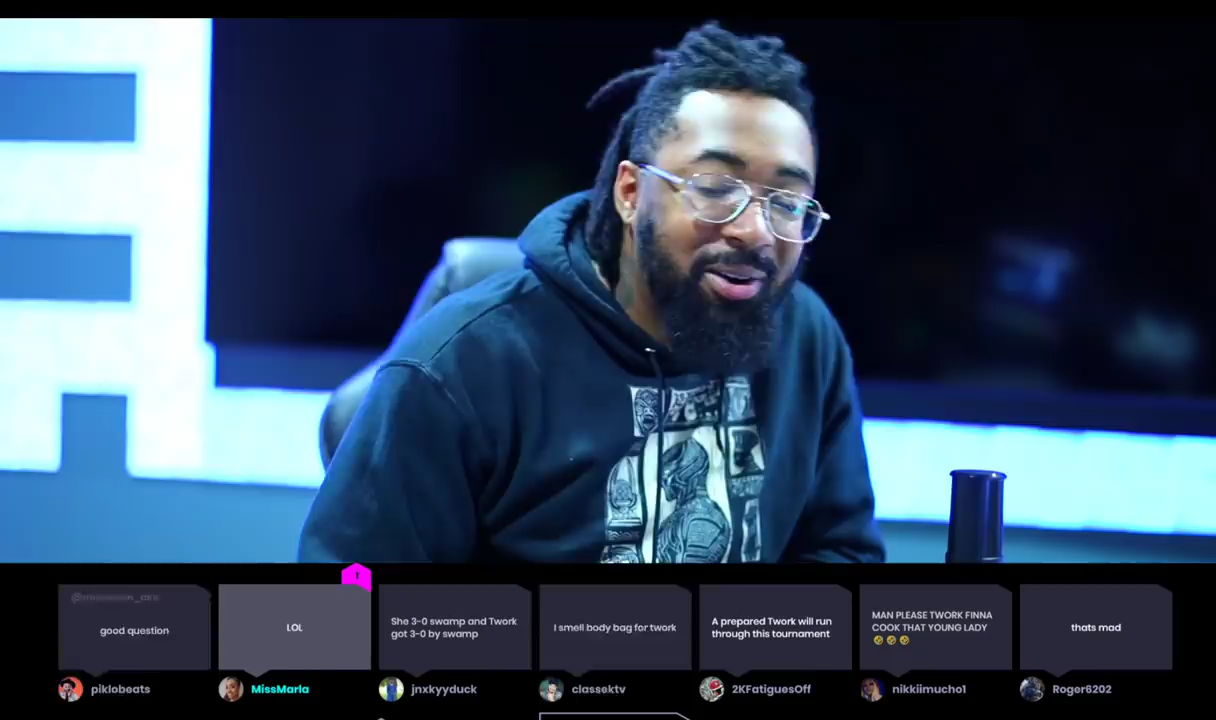 good question
piklobeats
LOL
MissMarla
She 3-0 swamp and Twork
got 3-0 by swamp
jnxkyyduck
I smell body bag for twork
classektv
A prepared Twork will run
through this tournament
2KFatiguesOff
MAN PLEASE TWORK FINNA
COOK THAT YOUNG LADY
🤣 🤣 🤣
nikkiimucho1
thats mad
Roger6202